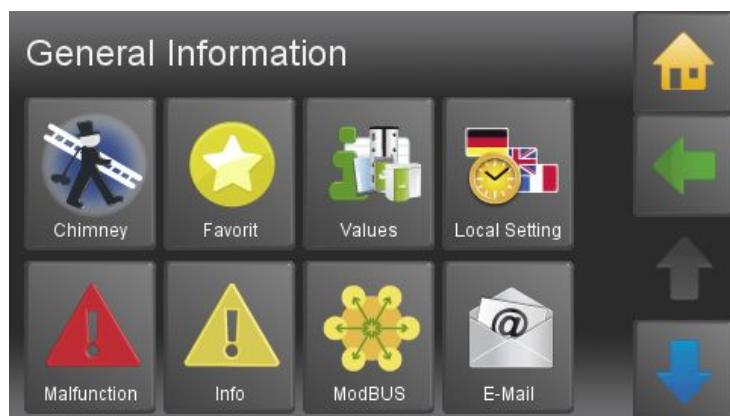 General Information
Chimney
Favorit
Values
Local Setting
Malfunction
Info
ModBUS
@
E-Mail